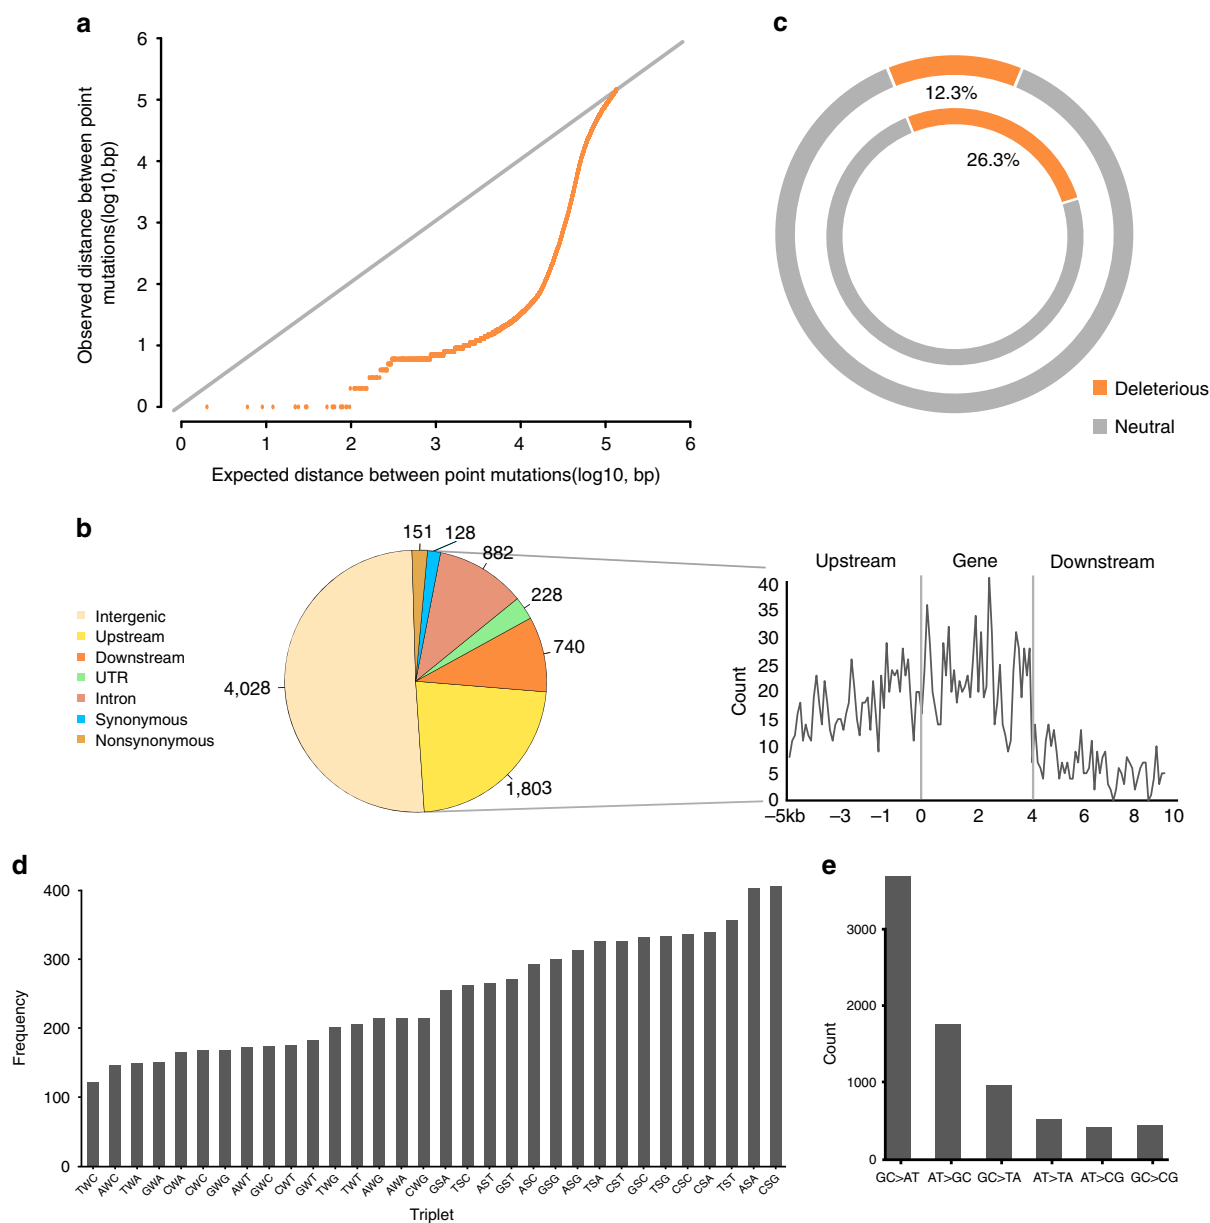 a
6
5
4
3
2
1
0
Observed distance between point
mutations(log10,bp)
0 1 2 3 4 5 6
Expected distance between point mutations(log10, bp)
c
12.3%
26.3%
Deleterious
Neutral
b
Intergenic
Upstream
Downstream
UTR
Intron
Synonymous
Nonsynonymous
151
128
882
228
740
1,803
4,028
Upstream Gene Downstream
40
35
30
25
20
15
10
5
0
Count
–5kb –3 –1 0 2 4 6 8 10
d
400
300
200
100
0
Frequency
TWC AWC TWA GWA CWA CWC GWG AWT GWC CWT GWT TWG TWT AWG AWA CWG GSA TSC AST GST ASC GSG ASG TSA CST GSC TSG CSC CSA TST ASA CSG
Triplet
e
3000
2000
1000
0
Count
GC>AT AT>GC GC>TA AT>TA AT>CG GC>CG